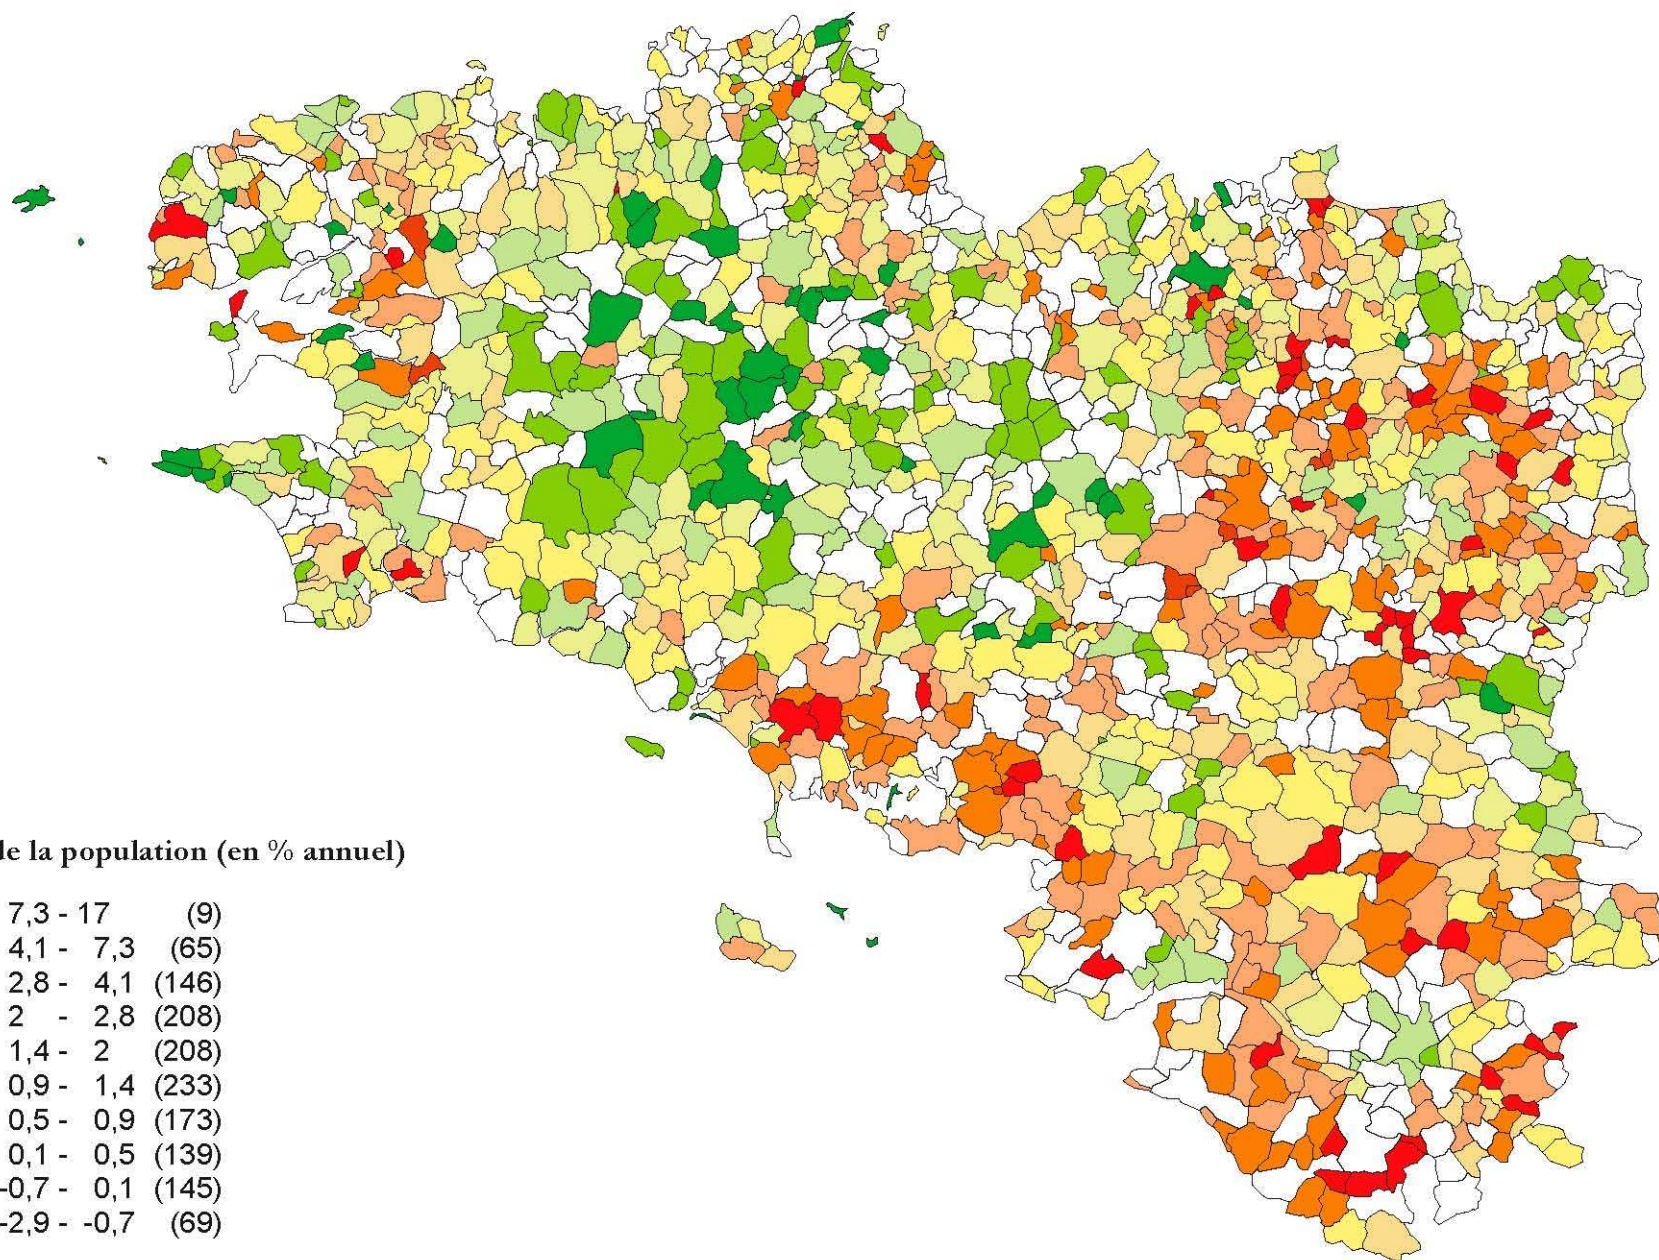 de la population (en % annuel)
7,3 - 17 (9)
4,1 - 7,3 (65)
2,8 - 4,1 (146)
2 - 2,8 (208)
1,4 - 2 (208)
0,9 - 1,4 (233)
0,5 - 0,9 (173)
0,1 - 0,5 (139)
-0,7 - 0,1 (145)
-2,9 - -0,7 (69)